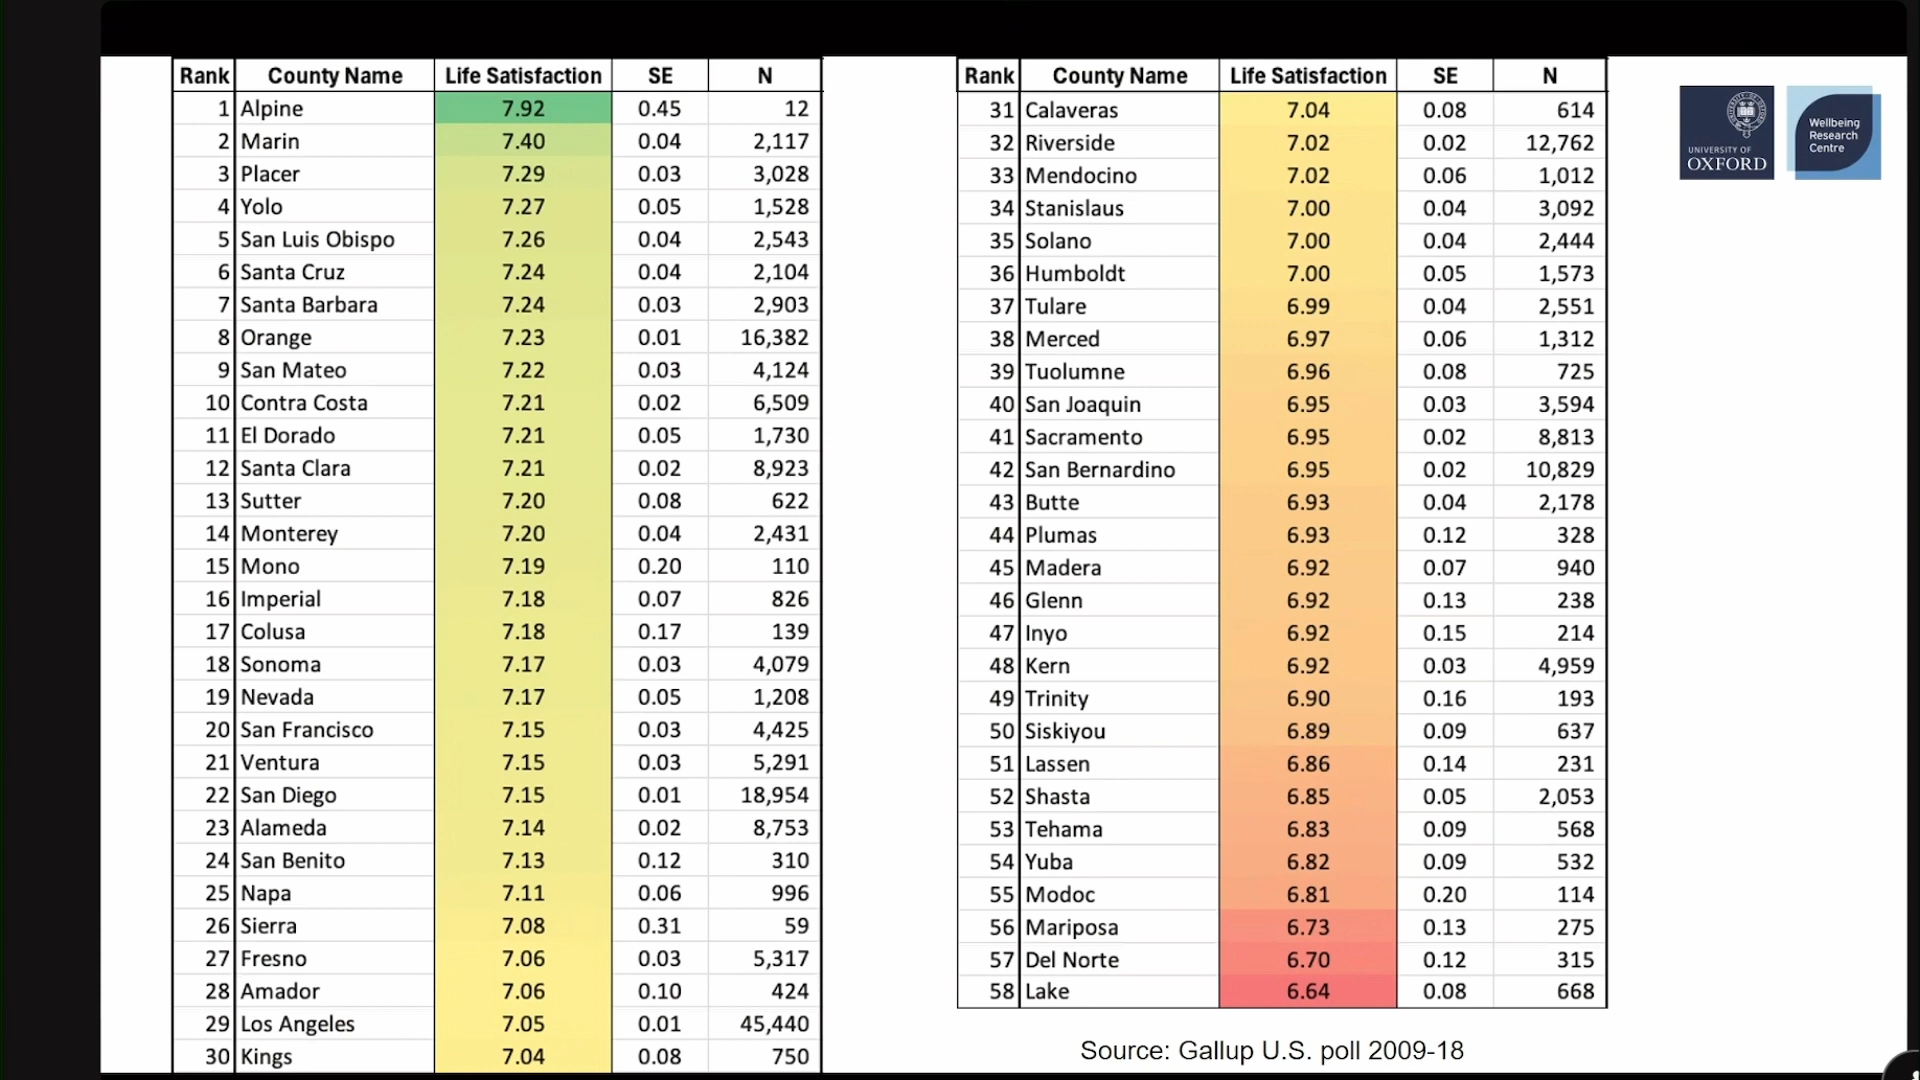 Rank County Name Life Satisfaction SE N
1 Alpine 7.92 0.45 12
2 Marin 7.40 0.04 2,117
3 Placer 7.29 0.03 3,028
4 Yolo 7.27 0.05 1,528
5 San Luis Obispo 7.26 0.04 2,543
6 Santa Cruz 7.24 0.04 2,104
7 Santa Barbara 7.24 0.03 2,903
8 Orange 7.23 0.01 16,382
9 San Mateo 7.22 0.03 4,124
10 Contra Costa 7.21 0.02 6,509
11 El Dorado 7.21 0.05 1,730
12 Santa Clara 7.21 0.02 8,923
13 Sutter 7.20 0.08 622
14 Monterey 7.20 0.04 2,431
15 Mono 7.19 0.20 110
16 Imperial 7.18 0.07 826
17 Colusa 7.18 0.17 139
18 Sonoma 7.17 0.03 4,079
19 Nevada 7.17 0.05 1,208
20 San Francisco 7.15 0.03 4,425
21 Ventura 7.15 0.03 5,291
22 San Diego 7.15 0.01 18,954
23 Alameda 7.14 0.02 8,753
24 San Benito 7.13 0.12 310
25 Napa 7.11 0.06 996
26 Sierra 7.08 0.31 59
27 Fresno 7.06 0.03 5,317
28 Amador 7.06 0.10 424
29 Los Angeles 7.05 0.01 45,440
30 Kings 7.04 0.08 750
Rank County Name Life Satisfaction SE N
31 Calaveras 7.04 0.08 614
32 Riverside 7.02 0.02 12,762
33 Mendocino 7.02 0.06 1,012
34 Stanislaus 7.00 0.04 3,092
35 Solano 7.00 0.04 2,444
36 Humboldt 7.00 0.05 1,573
37 Tulare 6.99 0.04 2,551
38 Merced 6.97 0.06 1,312
39 Tuolumne 6.96 0.08 725
40 San Joaquin 6.95 0.03 3,594
41 Sacramento 6.95 0.02 8,813
42 San Bernardino 6.95 0.02 10,829
43 Butte 6.93 0.04 2,178
44 Plumas 6.93 0.12 328
45 Madera 6.92 0.07 940
46 Glenn 6.92 0.13 238
47 Inyo 6.92 0.15 214
48 Kern 6.92 0.03 4,959
49 Trinity 6.90 0.16 193
50 Siskiyou 6.89 0.09 637
51 Lassen 6.86 0.14 231
52 Shasta 6.85 0.05 2,053
53 Tehama 6.83 0.09 568
54 Yuba 6.82 0.09 532
55 Modoc 6.81 0.20 114
56 Mariposa 6.73 0.13 275
57 Del Norte 6.70 0.12 315
58 Lake 6.64 0.08 668
Source: Gallup U.S. poll 2009-18
UNIVERSITY OF
OXFORD
Wellbeing
Research
Centre